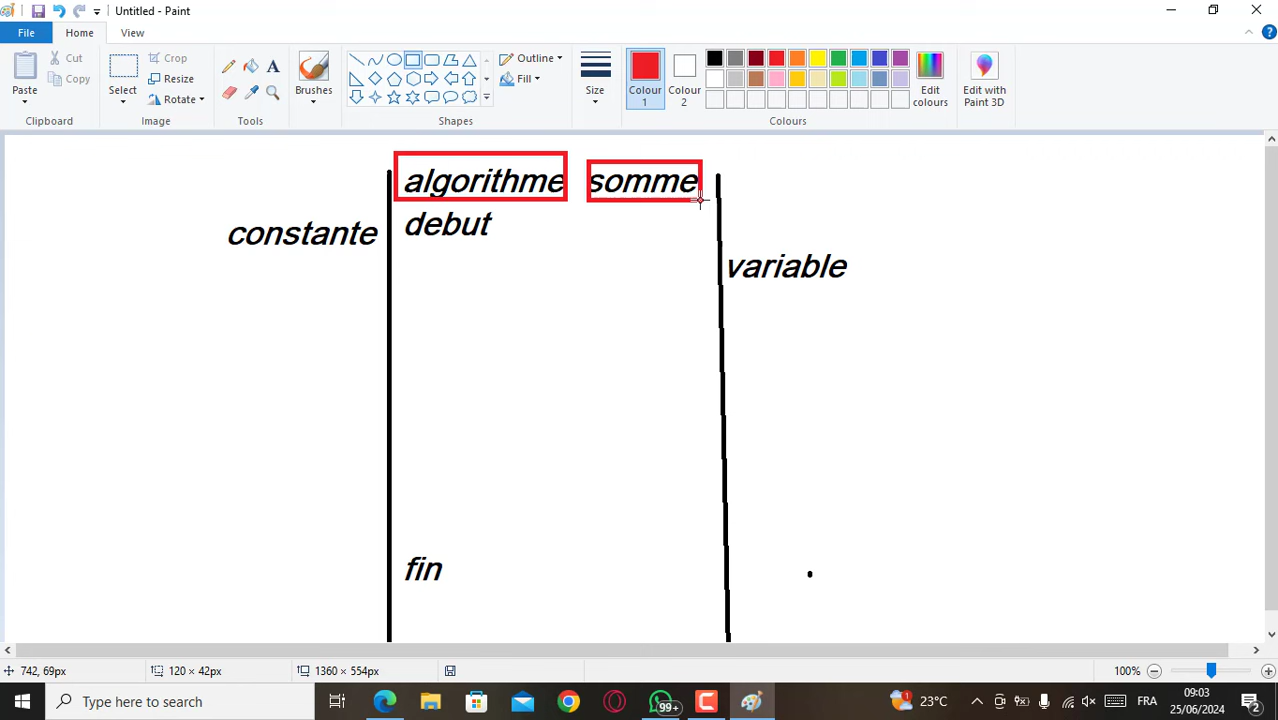 Untitled - Paint
File Home View
Paste
Cut
Copy
Clipboard
Select
Crop
Resize
Rotate
Image
A
Tools
Brushes
Shapes
Outline
Fill
Size
Colour 1
Colour 2
Edit colours
Colours
Edit with Paint 3D
algorithme somme
constante
debut
variable
fin
742, 69px
120 × 42px
1360 × 554px
100%
Type here to search
99+
1
23°C
FRA
09:03
25/06/2024
2